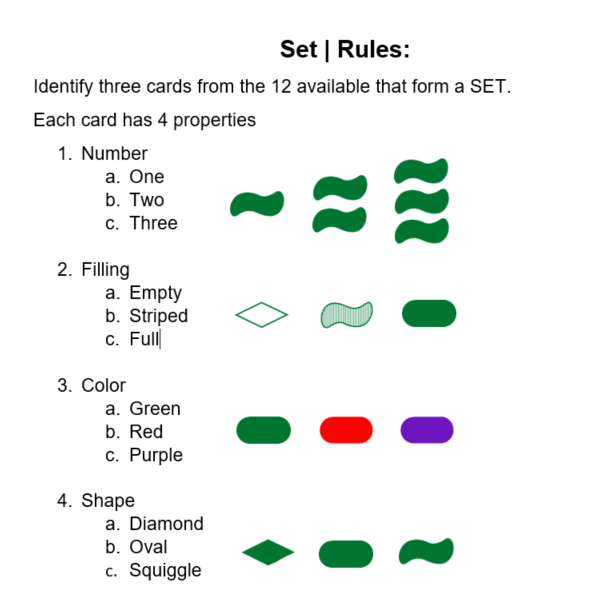 Set | Rules:
Identify three cards from the 12 available that form a SET.
Each card has 4 properties
1. Number
a. One
b. Two
c. Three
2. Filling
a. Empty
b. Striped
c. Full
3. Color
a. Green
b. Red
c. Purple
4. Shape
a. Diamond
b. Oval
c. Squiggle